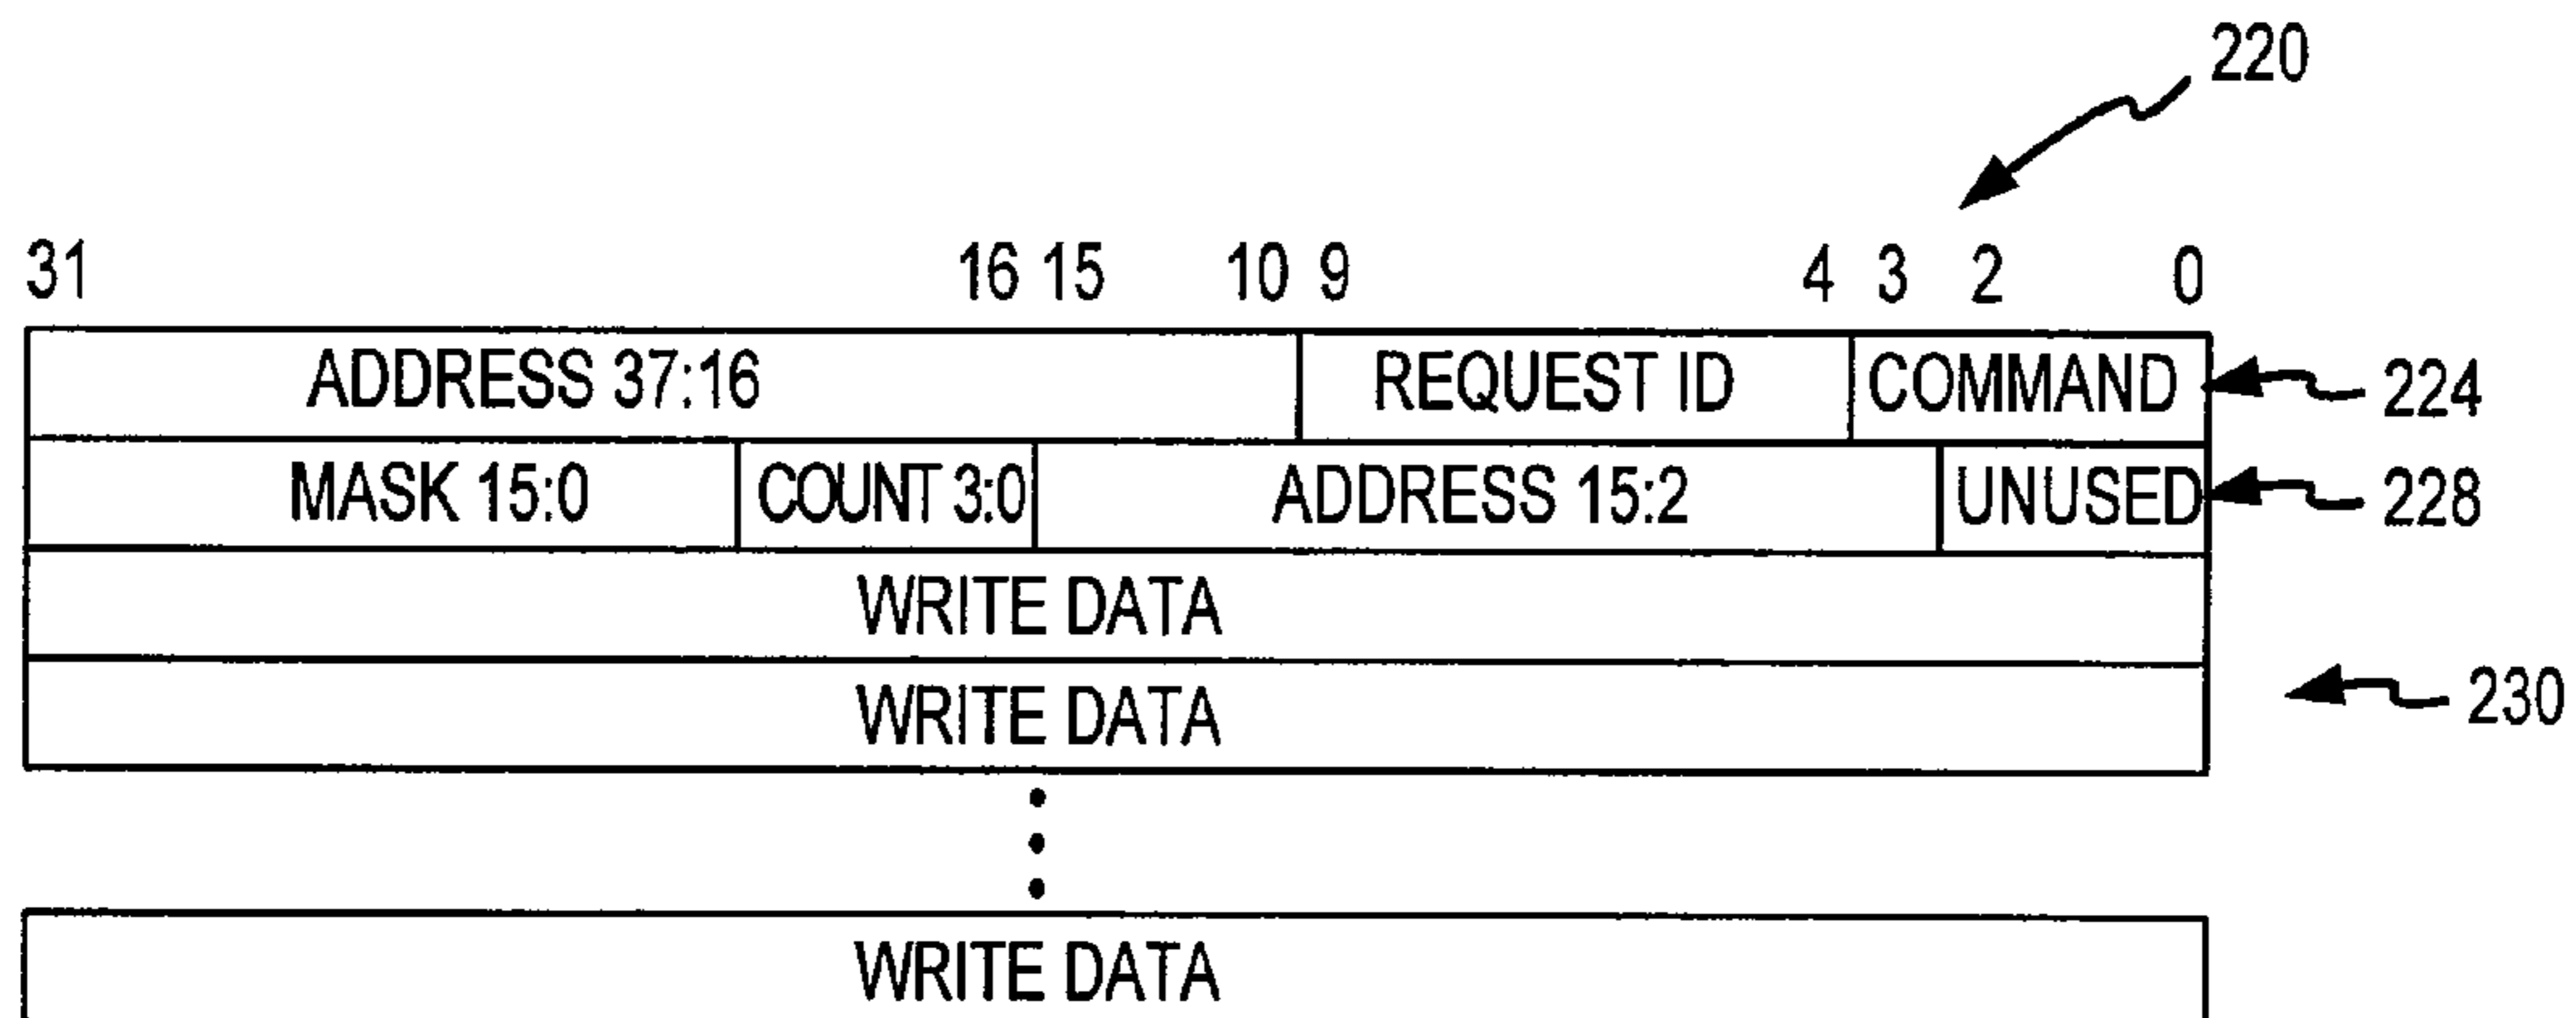 220
31 16 15 10 9 4 3 2 0
ADDRESS 37:16 REQUEST ID COMMAND 224
MASK 15:0 COUNT 3:0 ADDRESS 15:2 UNUSED 228
WRITE DATA
WRITE DATA 230
WRITE DATA